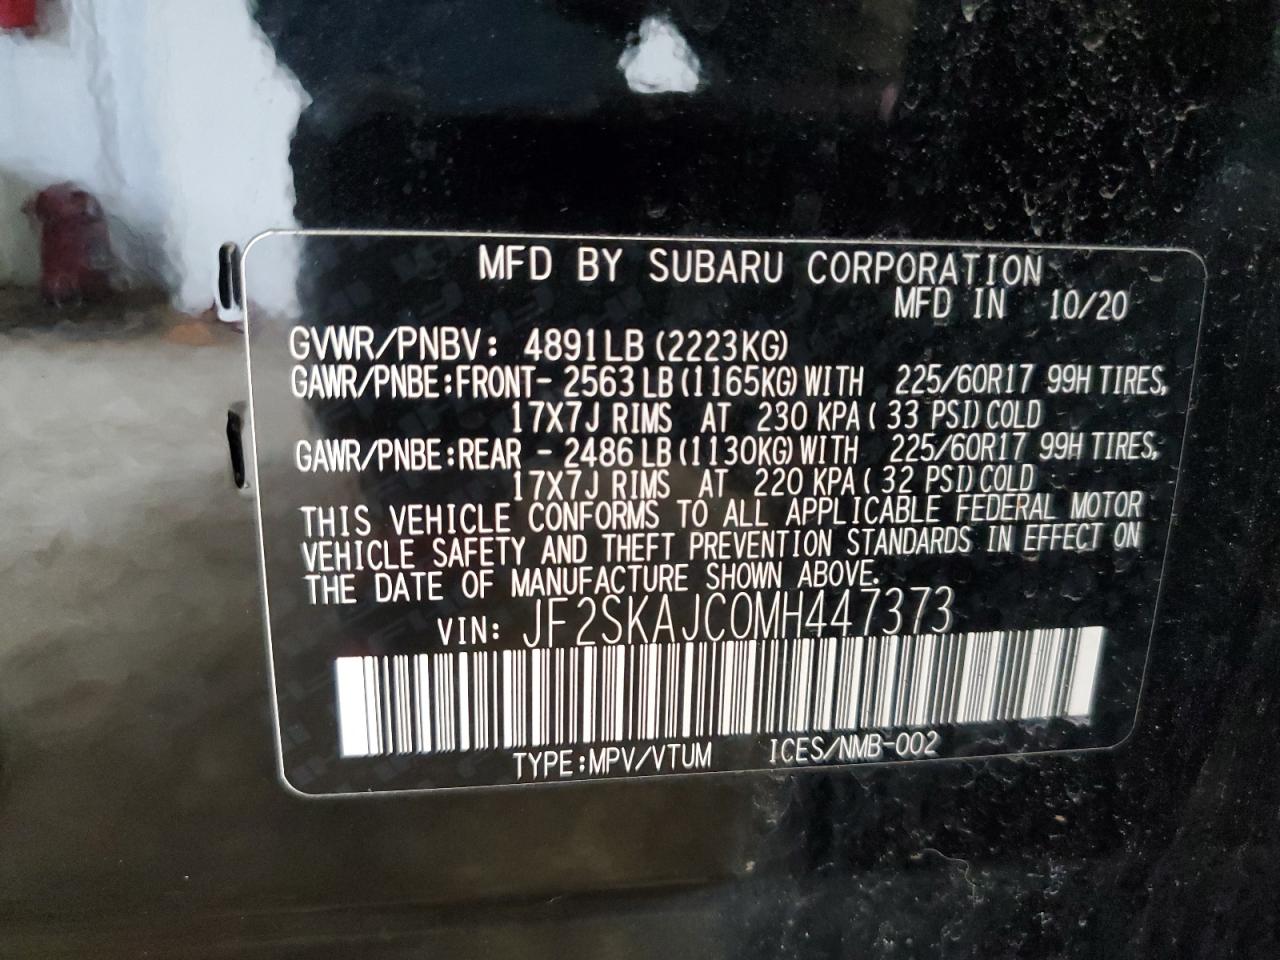 MFD BY SUBARU CORPORATION
MFD IN 10/20
GVWR/PNBV: 4891LB (2223KG)
GAWR/PNBE:FRONT- 2563 LB (1165KG) WITH 225/60R17 99H TIRES,
17X7J RIMS AT 230 KPA ( 33 PSI) COLD
GAWR/PNBE:REAR - 2486 LB (1130KG) WITH 225/60R17 99H TIRES,
17X7J RIMS AT 220 KPA ( 32 PSI) COLD
THIS VEHICLE CONFORMS TO ALL APPLICABLE FEDERAL MOTOR
VEHICLE SAFETY AND THEFT PREVENTION STANDARDS IN EFFECT ON
THE DATE OF MANUFACTURE SHOWN ABOVE.
VIN: JF2SKAJC0MH447373
TYPE:MPV/VTUM ICES/NMB-002